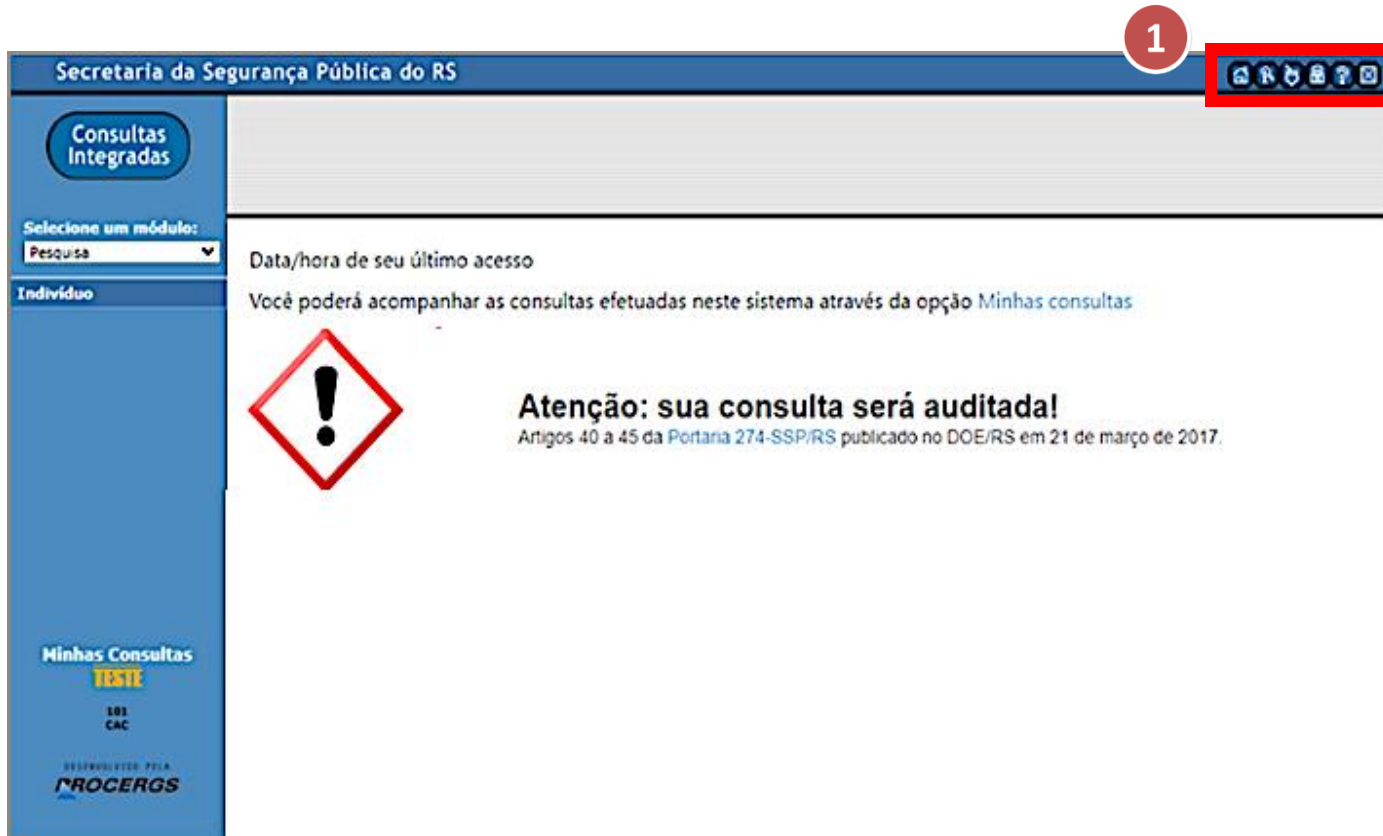 1
Secretaria da Segurança Pública do RS
Consultas
Integradas
Selecione um módulo:
Pesquisa
Indivíduo
Data/hora de seu último acesso
Você poderá acompanhar as consultas efetuadas neste sistema através da opção Minhas consultas
!
Atenção: sua consulta será auditada!
Artigos 40 a 45 da Portaria 274-SSP/RS publicado no DOE/RS em 21 de março de 2017.
Minhas Consultas
TESTE
101
CAC
DESENVOLVIDO PELA
PROCERGS